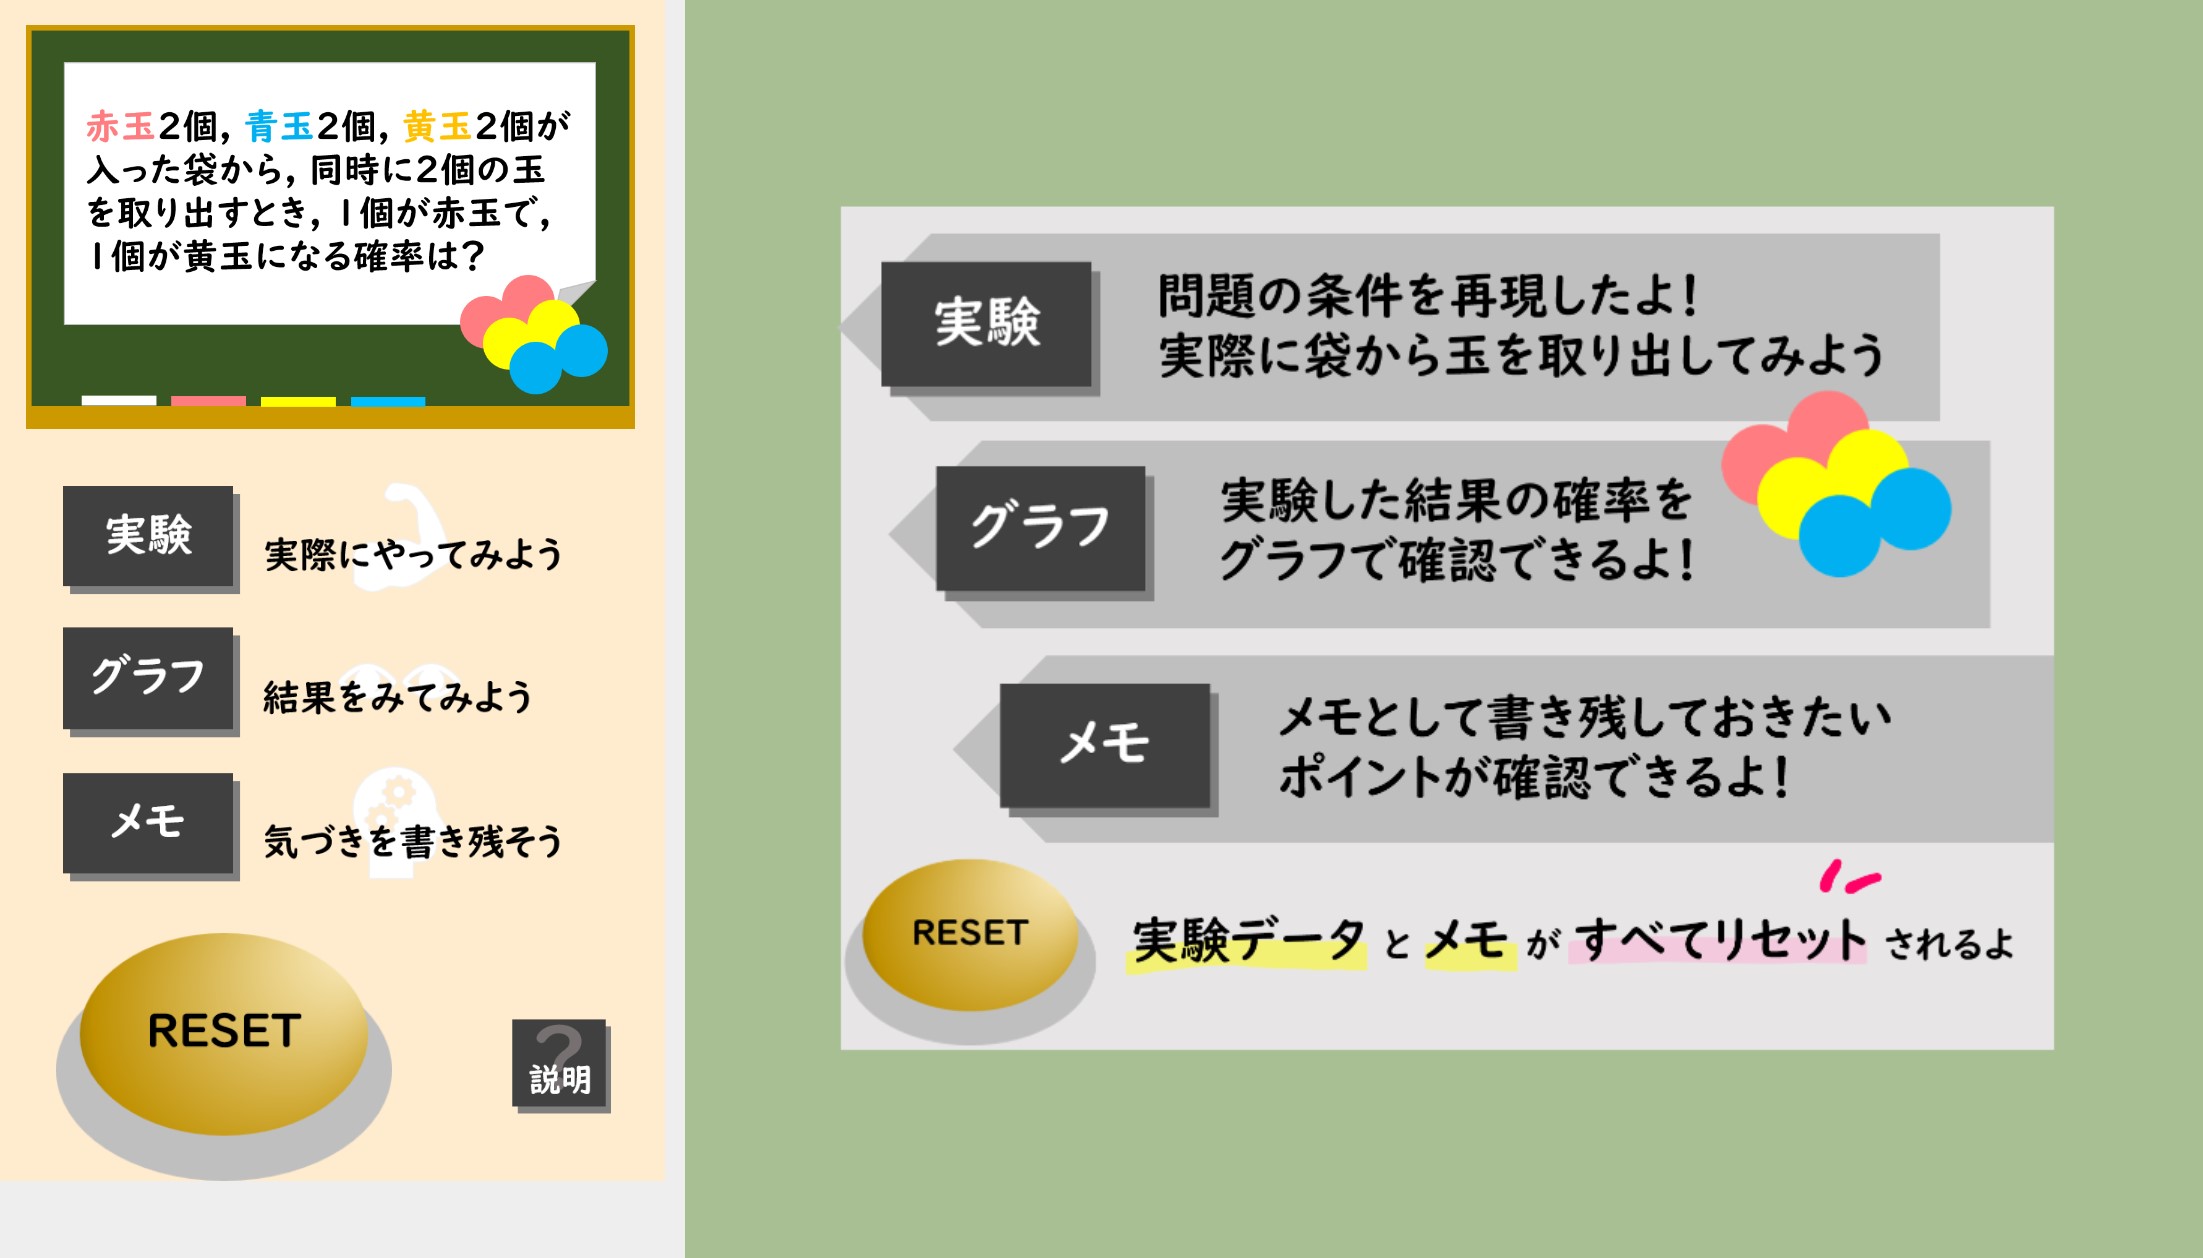 赤玉2個, 青玉2個, 黄玉2個が
入った袋から, 同時に2個の玉
を取り出すとき, 1個が赤玉で,
1個が黄玉になる確率は?
実験
実際にやってみよう
グラフ
結果をみてみよう
メモ
気づきを書き残そう
RESET
?
説明
実験
問題の条件を再現したよ!
実際に袋から玉を取り出してみよう
グラフ
実験した結果の確率を
グラフで確認できるよ!
メモ
メモとして書き残しておきたい
ポイントが確認できるよ!
RESET
実験データ と メモ が すべてリセット されるよ